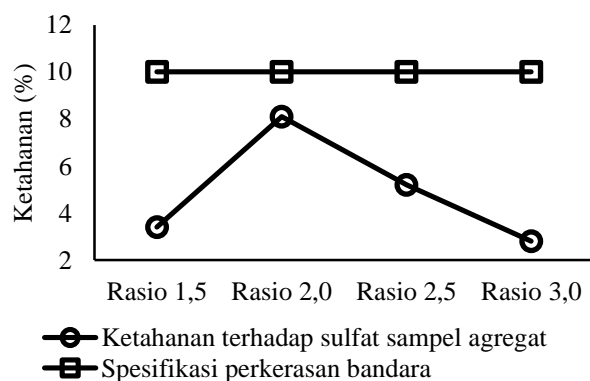 12
10
8
6
4
2
Ketahanan (%)
Rasio 1,5 Rasio 2,0 Rasio 2,5 Rasio 3,0
Ketahanan terhadap sulfat sampel agregat
Spesifikasi perkerasan bandara